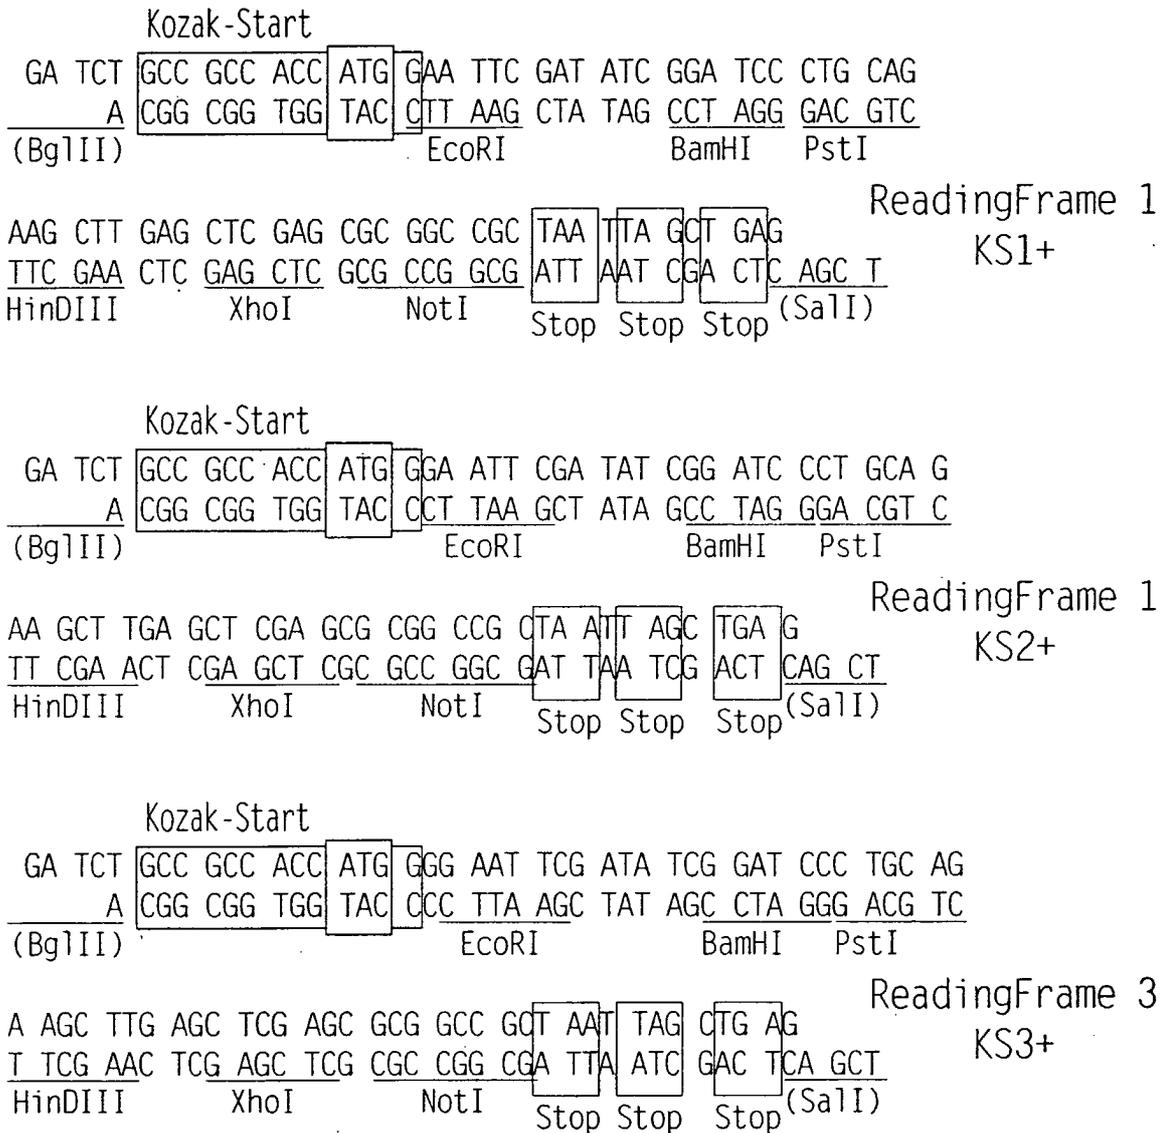 Kozak-Start
GA TCT GCC GCC ACC ATG GAA TTC GAT ATC GGA TCC CTG CAG
A CGG CGG TGG TAC CTT AAG CTA TAG CCT AGG GAC GTC
(BglII) EcoRI BamHI PstI
ReadingFrame 1
KS1+
AAG CTT GAG CTC GAG CGC GGC CGC TAA TTA GCT GAG
TTC GAA CTC GAG CTC GCG CCG GCG ATT AAT CGA CTC AGC T
HinDIII XhoI NotI Stop Stop Stop (SalI)
Kozak-Start
GA TCT GCC GCC ACC ATG GGA ATT CGA TAT CGG ATC CCT GCA G
A CGG CGG TGG TAC CCT TAA GCT ATA GCC TAG GGA CGT C
(BglII) EcoRI BamHI PstI
ReadingFrame 1
KS2+
AA GCT TGA GCT CGA GCG CGG CCG CTA ATT AGC TGA G
TT CGA ACT CGA GCT CGC GCC GGC GAT TAA TCG ACT CAG CT
HinDIII XhoI NotI Stop Stop Stop (SalI)
Kozak-Start
GA TCT GCC GCC ACC ATG GGG AAT TCG ATA TCG GAT CCC TGC AG
A CGG CGG TGG TAC CCC TTA AGC TAT AGC CTA GGG ACG TC
(BglII) EcoRI BamHI PstI
ReadingFrame 3
KS3+
A AGC TTG AGC TCG AGC GCG GCC GCT AAT TAG CTG AG
T TCG AAC TCG AGC TCG CGC CGG CGA TTA ATC GAC TCA GCT
HinDIII XhoI NotI Stop Stop Stop (SalI)